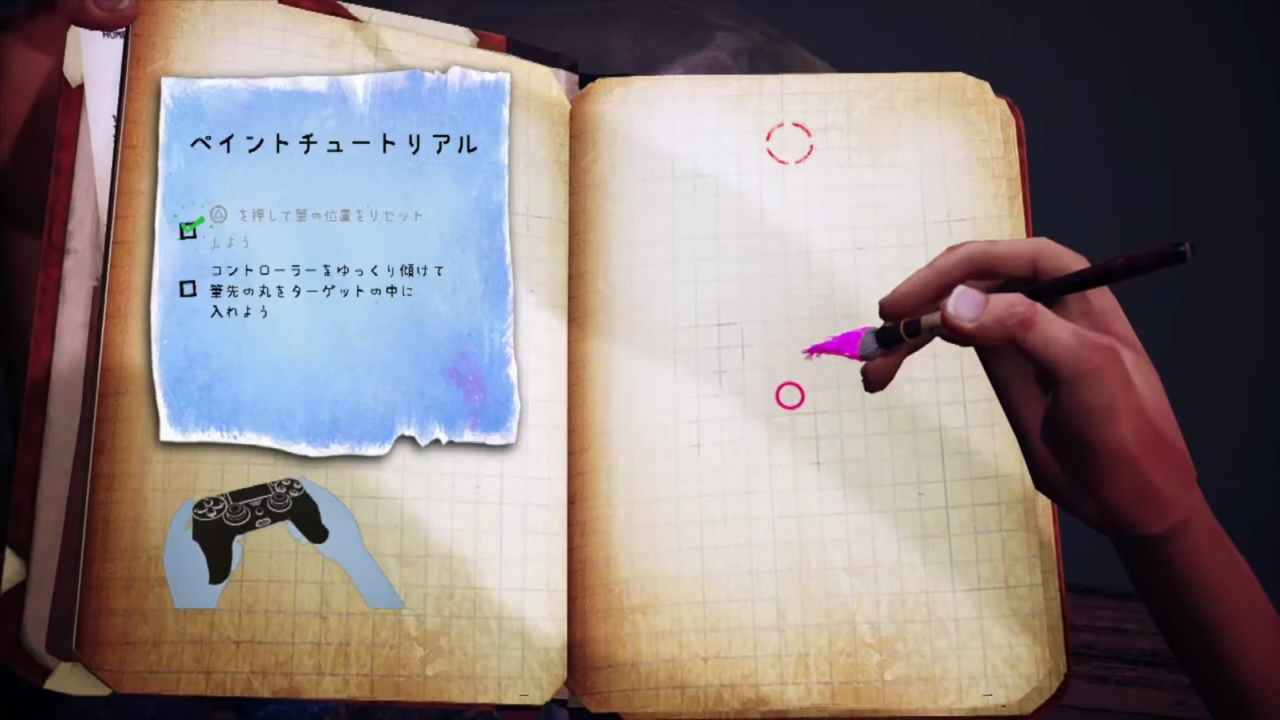 HOME
ペイントチュートリアル
△ を押して筆の位置をリセット
しよう
コントローラーをゆっくり傾けて
筆先の丸をターゲットの中に
入れよう